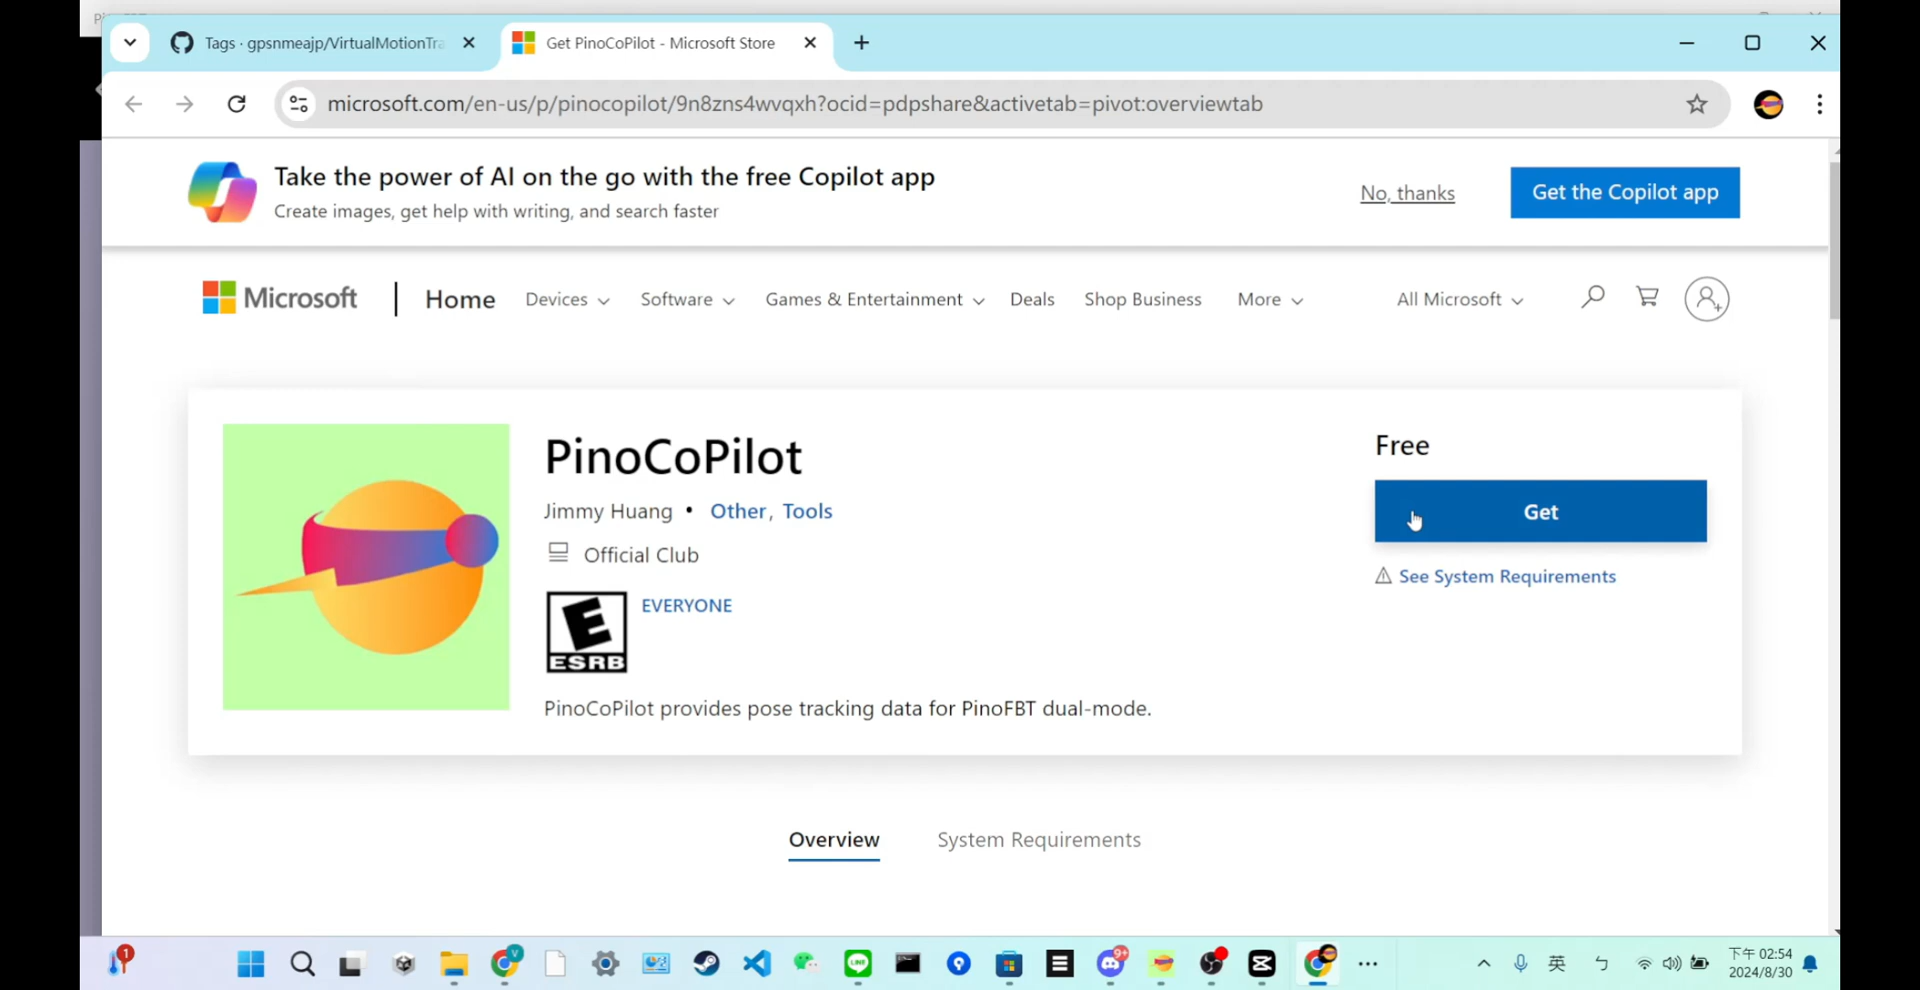 Tags · gpsnmeajp/VirtualMotionTra
Get PinoCoPilot - Microsoft Store
microsoft.com/en-us/p/pinocopilot/9n8zns4wvqxh?ocid=pdpshare&activetab=pivot:overviewtab
Take the power of AI on the go with the free Copilot app
Create images, get help with writing, and search faster
No, thanks
Get the Copilot app
Microsoft
Home
Devices
Software
Games & Entertainment
Deals
Shop Business
More
All Microsoft
PinoCoPilot
Jimmy Huang • Other, Tools
Official Club
E
ESRB
EVERYONE
PinoCoPilot provides pose tracking data for PinoFBT dual-mode.
Free
Get
See System Requirements
Overview
System Requirements
1
V
LINE
9+
英
ㄅ
下午 02:54
2024/8/30